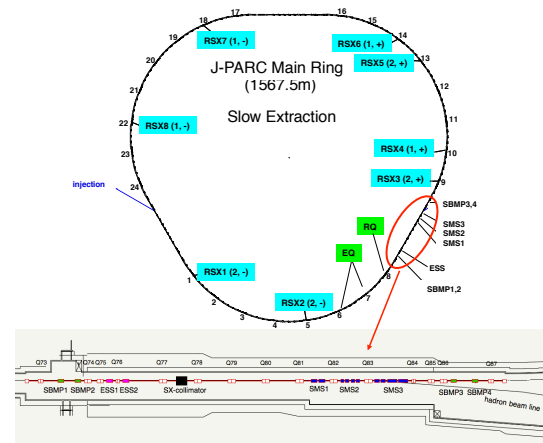 17
16
18
15
RSX7 (1, -)
RSX6 (1, +)
14
19
RSX5 (2, +)
13
J-PARC Main Ring
20
(1567.5m)
12
21
Slow Extraction
11
22
RSX8 (1, -)
RSX4 (1, +)
10
23
RSX3 (2, +)
9
injection
24
SBMP3,4
RQ
SMS3
SMS2
SMS1
EQ
ESS
RSX1 (2, -)
1
8
SBMP1,2
2
RSX2 (2, -)
7
3
4
5
6
Q73
Q74
Q75
Q76
Q77
Q78
Q79
Q80
Q81
Q82
Q83
Q84
Q85
Q86
Q87
SBMP1
SBMP2
ESS1
ESS2
SX-collimator
SMS1
SMS2
SMS3
SBMP3
SBMP4
hadron beam line